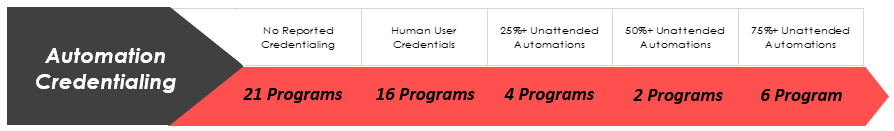 Automation
Credentialing
No Reported
Credentialing
Human User
Credentials
25%+ Unattended
Automations
50%+ Unattended
Automations
75%+ Unattended
Automations
21 Programs
16 Programs
4 Programs
2 Programs
6 Program